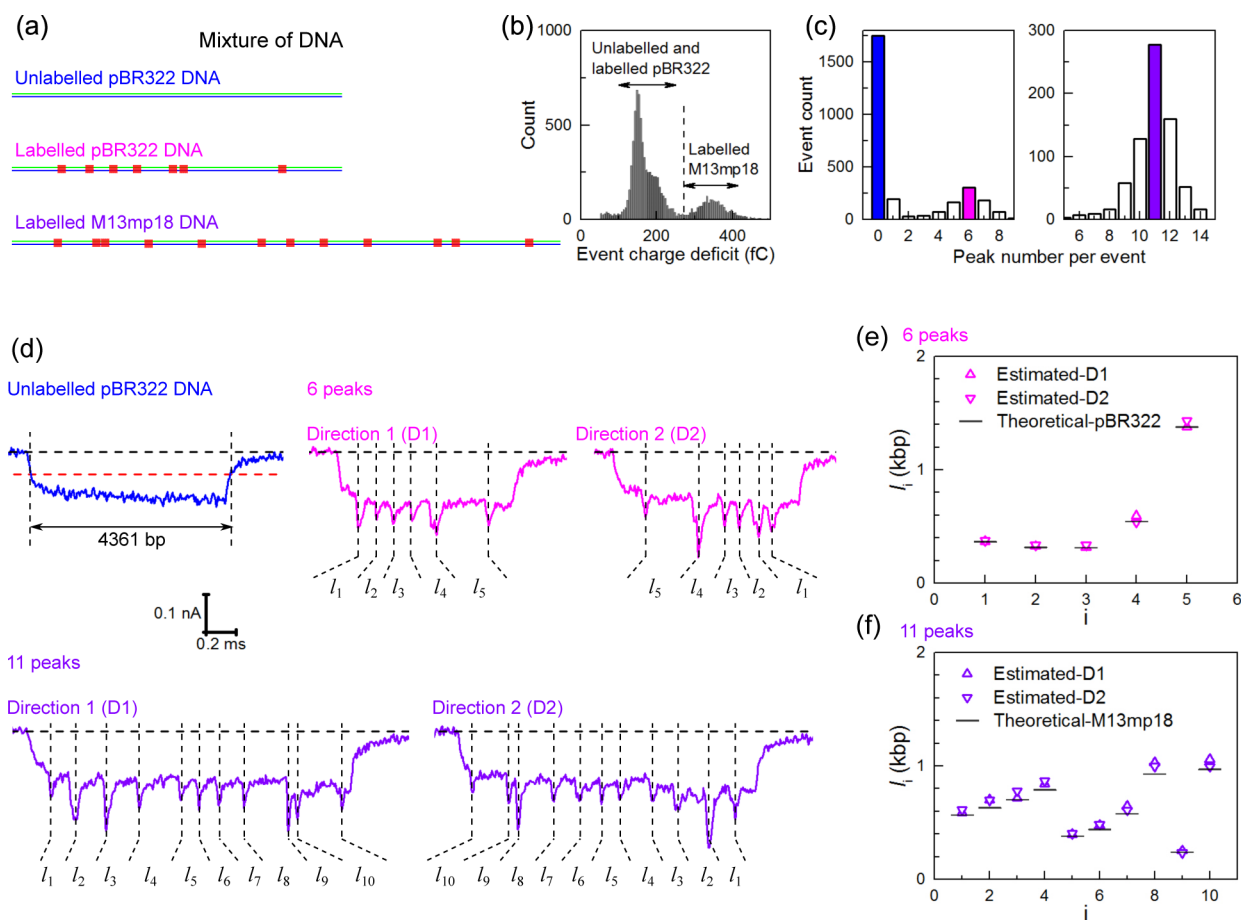 (a)
Mixture of DNA
Unlabelled pBR322 DNA
Labelled pBR322 DNA
Labelled M13mp18 DNA
(b)
1000
500
0
Count
Unlabelled and
labelled pBR322
Labelled
M13mp18
0 200 400
Event charge deficit (fC)
(c)
Event count
1500
1250
1000
750
500
250
0
0 2 4 6 8
300
200
100
0
6 8 10 12 14
Peak number per event
(d)
Unlabelled pBR322 DNA
4361 bp
0.1 nA
0.2 ms
6 peaks
Direction 1 (D1)
l1 l2 l3 l4 l5
Direction 2 (D2)
l5 l4 l3 l2 l1
11 peaks
Direction 1 (D1)
l1 l2 l3 l4 l5 l6 l7 l8 l9 l10
Direction 2 (D2)
l10 l9 l8 l7 l6 l5 l4 l3 l2 l1
(e) 6 peaks
2
1
0
li (kbp)
Estimated-D1
Estimated-D2
Theoretical-pBR322
0 1 2 3 4 5 6
i
(f) 11 peaks
2
1
0
li (kbp)
Estimated-D1
Estimated-D2
Theoretical-M13mp18
0 2 4 6 8 10
i